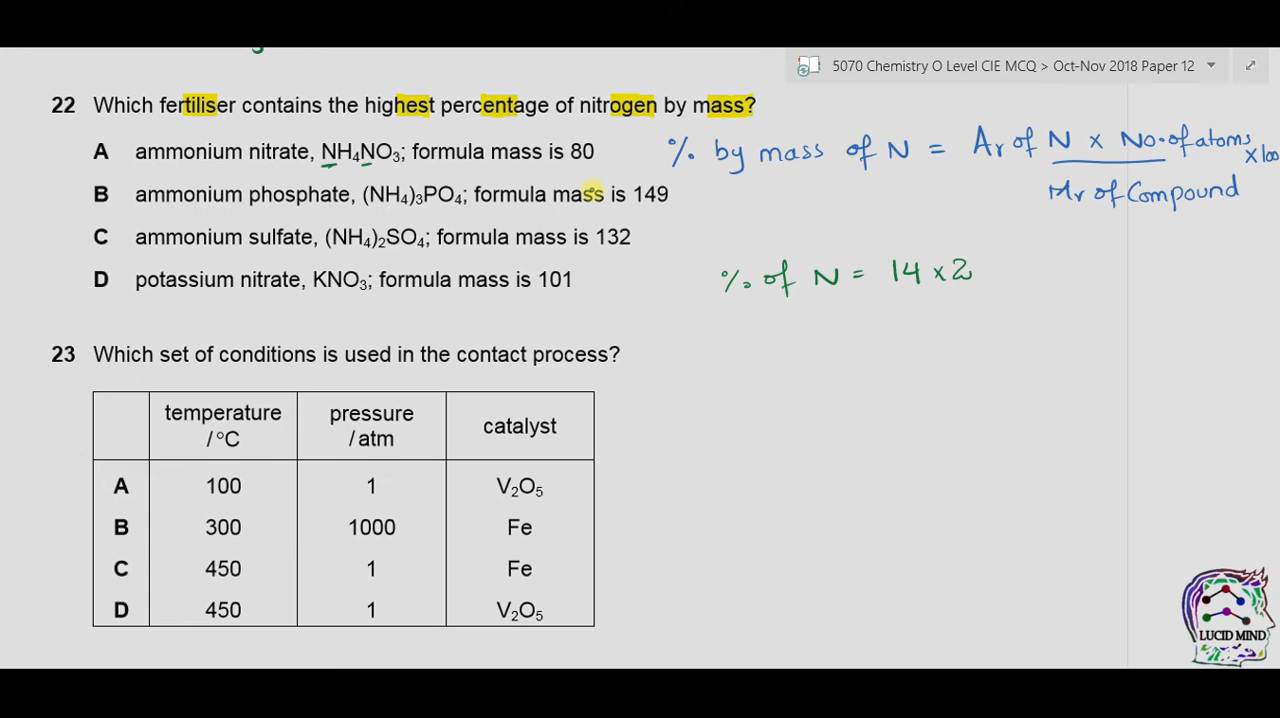 5070 Chemistry O Level CIE MCQ > Oct-Nov 2018 Paper 12
22 Which fertiliser contains the highest percentage of nitrogen by mass?
A ammonium nitrate, NH₄NO₃; formula mass is 80
B ammonium phosphate, (NH₄)₃PO₄; formula mass is 149
C ammonium sulfate, (NH₄)₂SO₄; formula mass is 132
D potassium nitrate, KNO₃; formula mass is 101
% by mass of N = Ar of N × No. of atoms ×100
Mr of Compound
% of N = 14 × 2
23 Which set of conditions is used in the contact process?
temperature /°C pressure /atm catalyst
A 100 1 V₂O₅
B 300 1000 Fe
C 450 1 Fe
D 450 1 V₂O₅
LUCID MIND